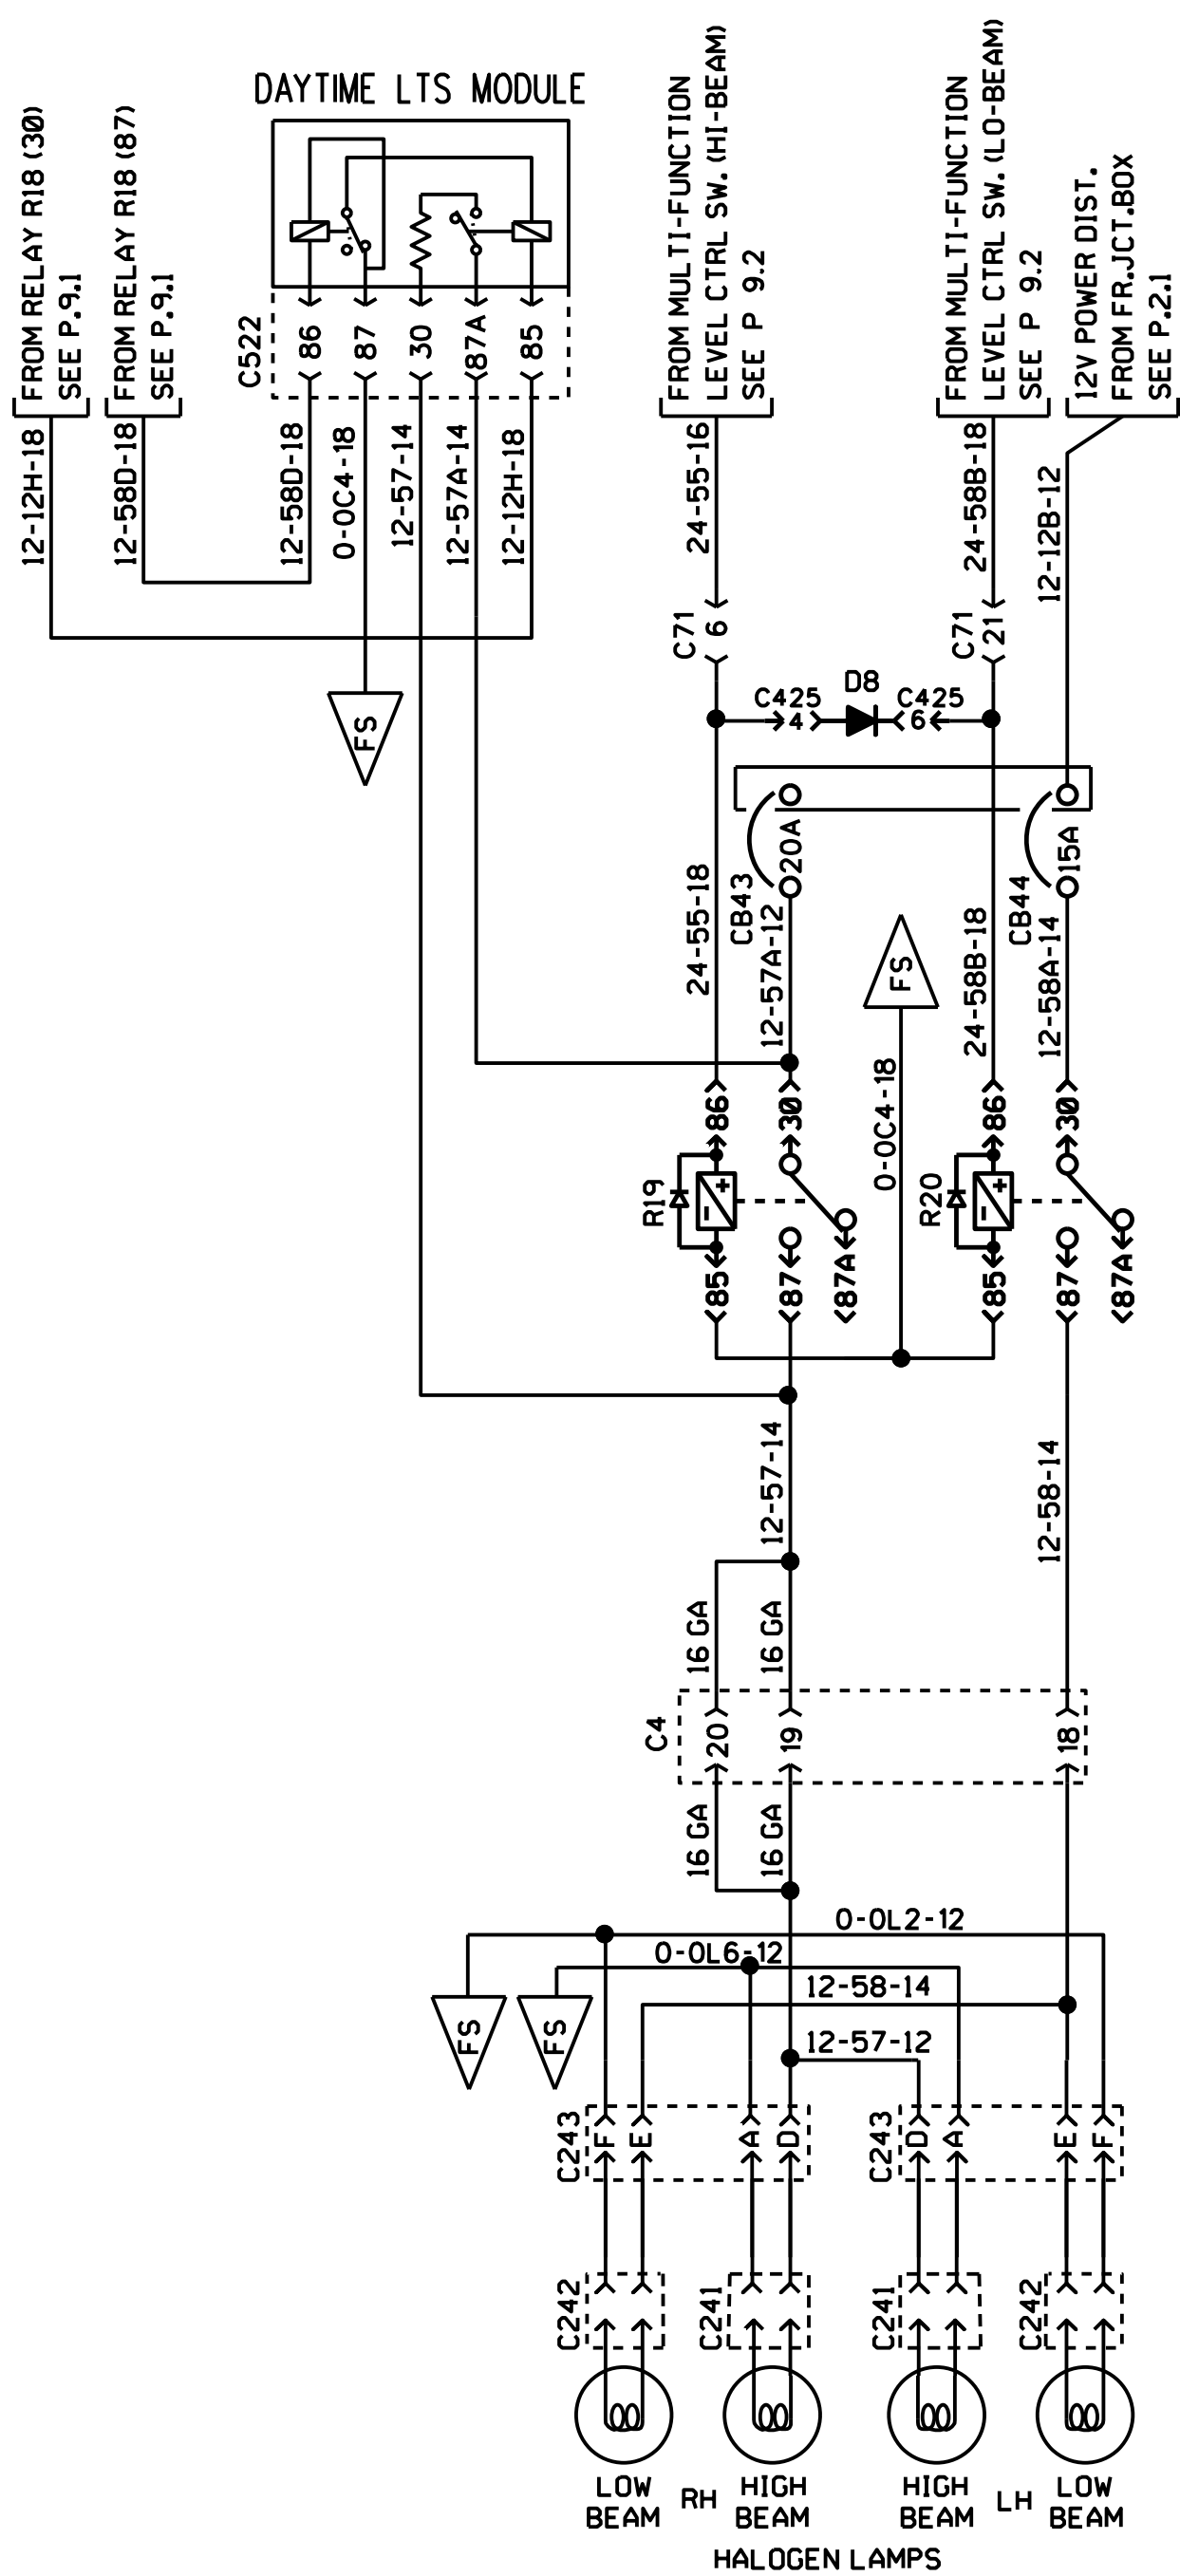 DAYTIME LTS MODULE
FROM RELAY R18 (30)
SEE P.9.1
FROM RELAY R18 (87)
SEE P.9.1
C522
86
87
30
87A
85
FROM MULTI-FUNCTION
LEVEL CTRL SW. (HI-BEAM)
SEE P 9.2
FROM MULTI-FUNCTION
LEVEL CTRL SW. (LO-BEAM)
SEE P 9.2
12V POWER DIST.
FROM FR.JCT.BOX
SEE P.2.1
12-12H-18
12-58D-18
12-58D-18
0-0C4-18
12-57-14
12-57A-14
12-12H-18
24-55-16
24-58B-18
12-12B-12
C71
6
C71
21
FS
C425
4
D8
C425
6
20A
15A
CB43
CB44
24-55-18
12-57A-12
FS
24-58B-18
12-58A-14
0-0C4-18
86
30
86
30
R19
+
-
R20
+
-
85
87
87A
85
87
87A
12-57-14
12-58-14
16 GA
16 GA
C4
20
19
18
16 GA
16 GA
0-0L2-12
0-0L6-12
12-58-14
12-57-12
FS
FS
C243
F
E
A
D
C243
D
A
E
F
C242
C241
C241
C242
LOW
BEAM
RH
HIGH
BEAM
HIGH
BEAM
LH
LOW
BEAM
HALOGEN LAMPS